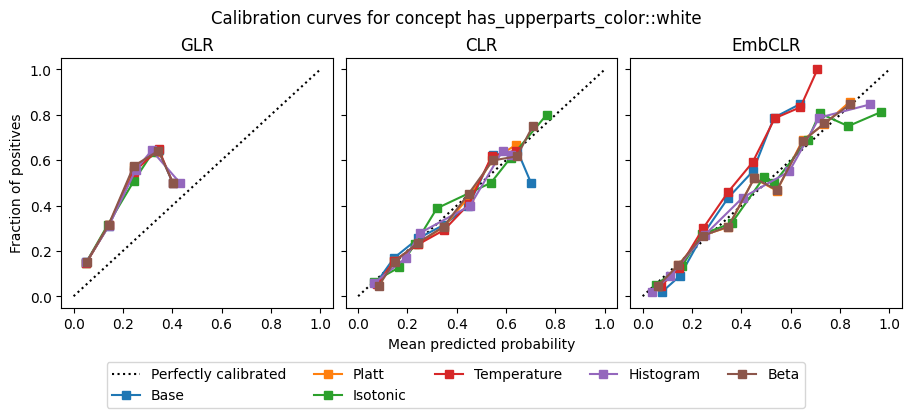 Calibration curves for concept has_upperparts_color::white
GLR
CLR
EmbCLR
Fraction of positives
1.0
0.8
0.6
0.4
0.2
0.0
0.0 0.2 0.4 0.6 0.8 1.0
0.0 0.2 0.4 0.6 0.8 1.0
0.0 0.2 0.4 0.6 0.8 1.0
Mean predicted probability
Perfectly calibrated
Base
Platt
Isotonic
Temperature
Histogram
Beta